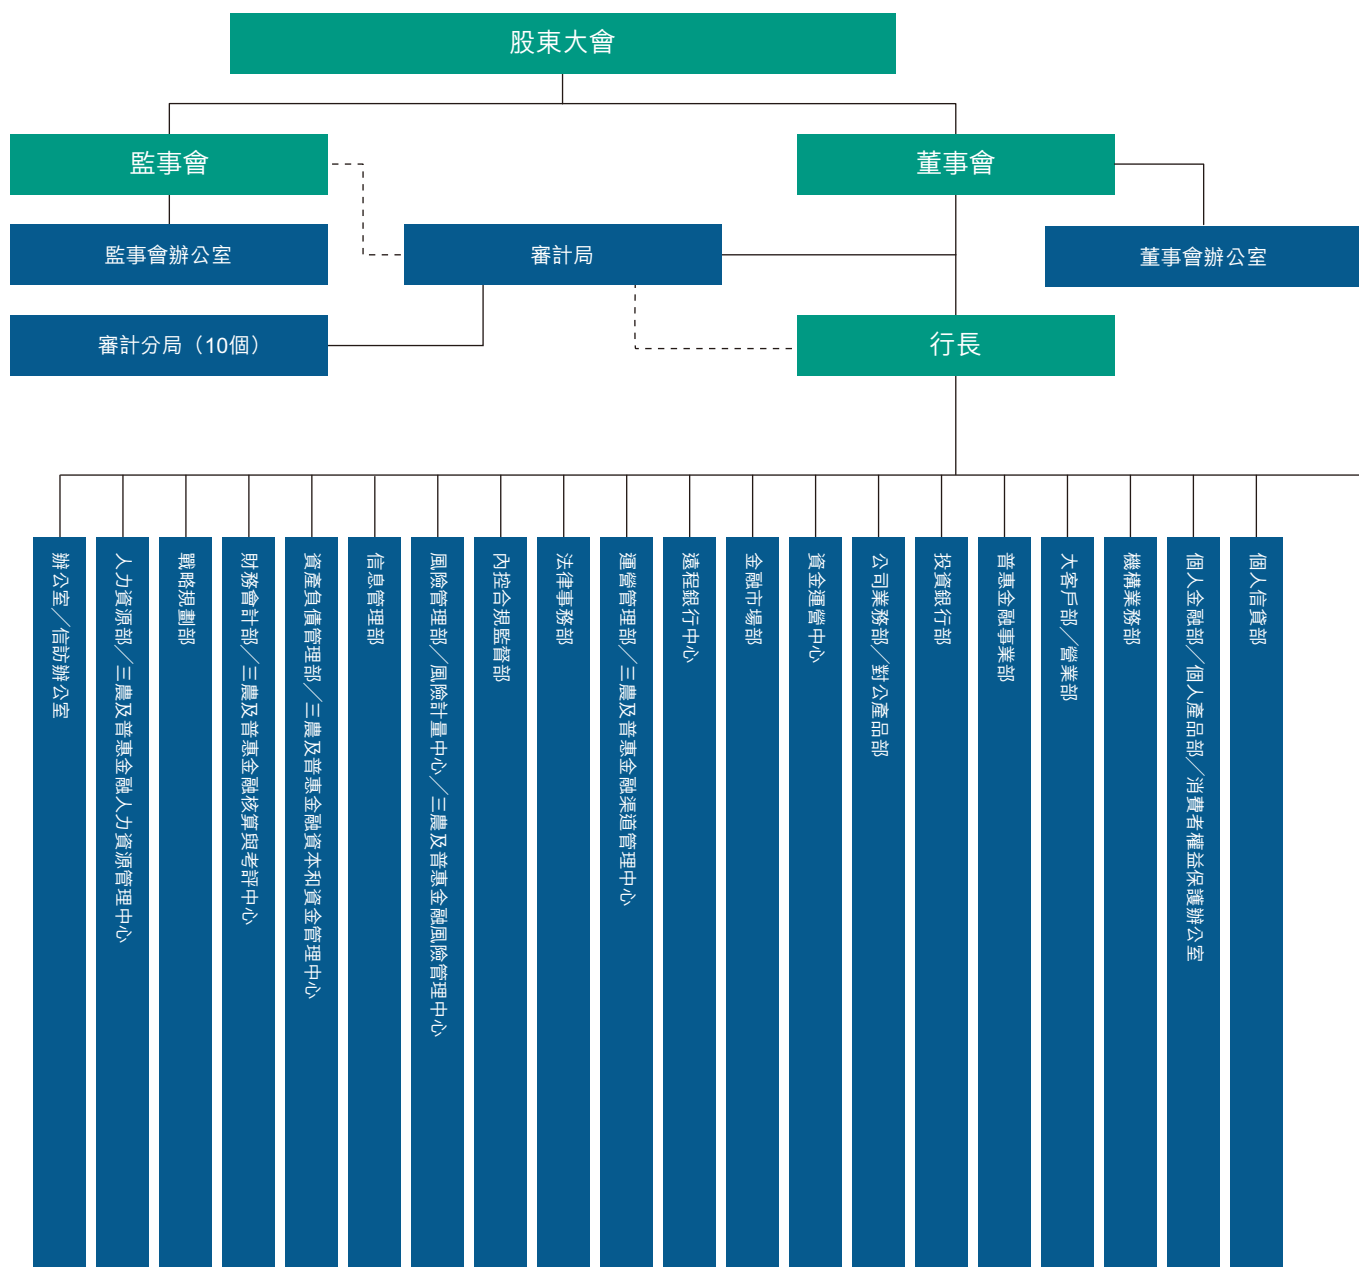 股東大會
監事會
董事會
監事會辦公室
審計局
董事會辦公室
審計分局（10個）
行長
辦公室／信訪辦公室
人力資源部／三農及普惠金融人力資源管理中心
戰略規劃部
財務會計部／三農及普惠金融核算與考評中心
資產負債管理部／三農及普惠金融資本和資金管理中心
信息管理部
風險管理部／風險計量中心／三農及普惠金融風險管理中心
內控合規監督部
法律事務部
運營管理部／三農及普惠金融渠道管理中心
遠程銀行中心
金融市場部
資金運營中心
公司業務部／對公產品部
投資銀行部
普惠金融事業部
大客戶部／營業部
機構業務部
個人金融部／個人產品部／消費者權益保護辦公室
個人信貸部